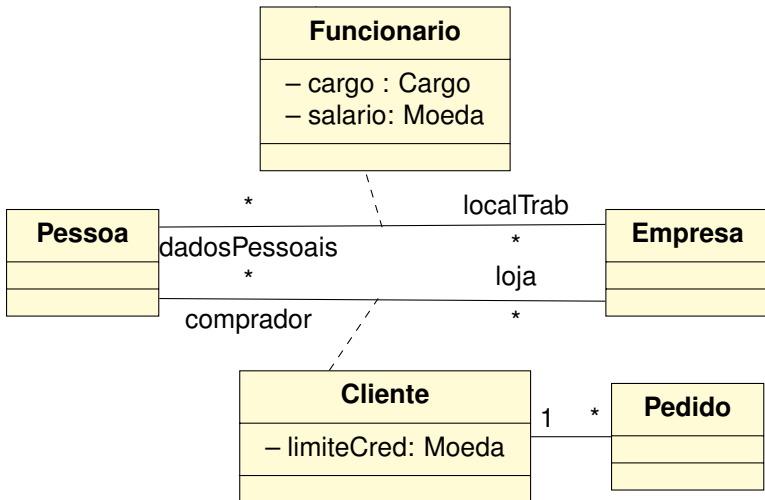 Funcionario
– cargo : Cargo
– salario: Moeda
* localTrab
Pessoa Empresa
dadosPessoais *
* loja
comprador *
Cliente
– limiteCred: Moeda
1 * Pedido